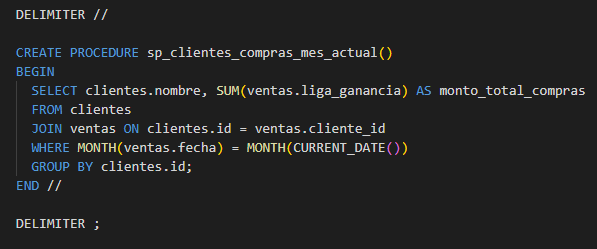 DELIMITER //
CREATE PROCEDURE sp_clientes_compras_mes_actual()
BEGIN
SELECT clientes.nombre, SUM(ventas.liga_ganancia) AS monto_total_compras
FROM clientes
JOIN ventas ON clientes.id = ventas.cliente_id
WHERE MONTH(ventas.fecha) = MONTH(CURRENT_DATE())
GROUP BY clientes.id;
END //
DELIMITER ;